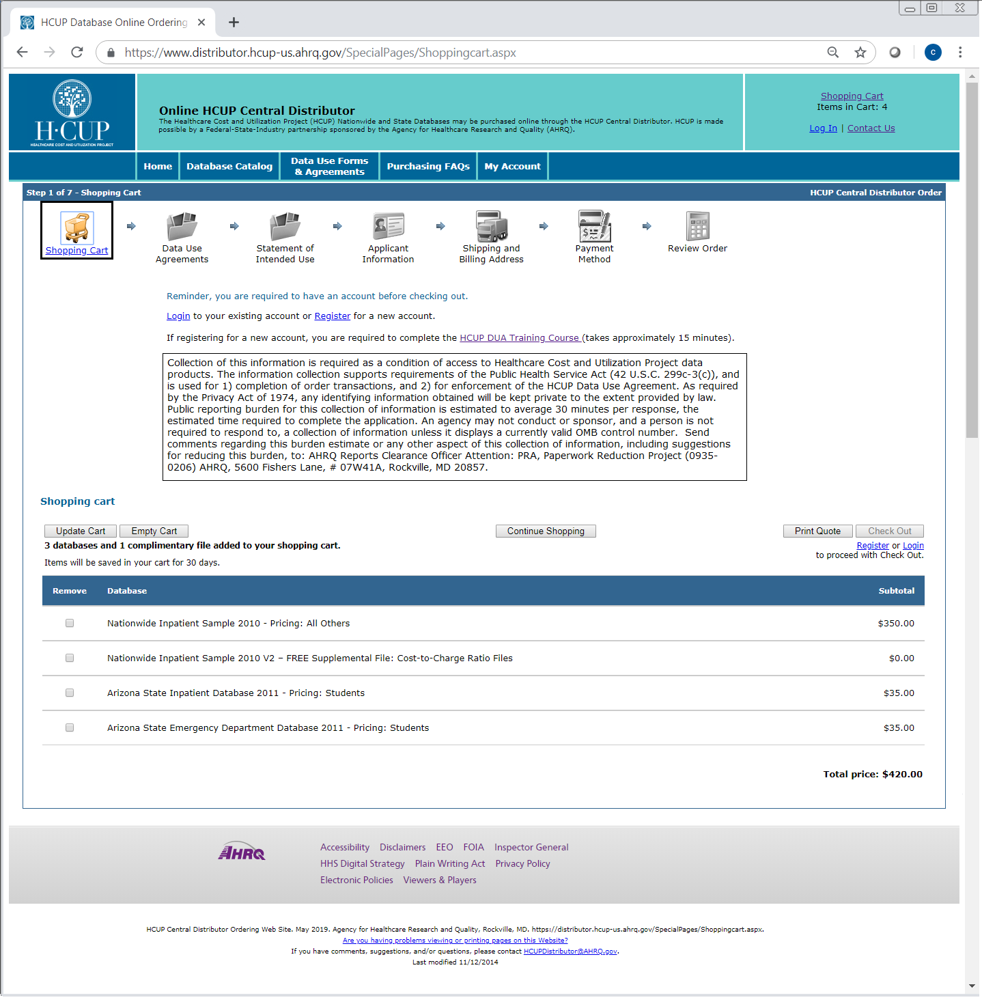 HCUP Database Online Ordering
https://www.distributor.hcup-us.ahrq.gov/SpecialPages/Shoppingcart.aspx
C
H·CUP
HEALTHCARE COST AND UTILIZATION PROJECT
Online HCUP Central Distributor
The Healthcare Cost and Utilization Project (HCUP) Nationwide and State Databases may be purchased online through the HCUP Central Distributor. HCUP is made
possible by a Federal-State-Industry partnership sponsored by the Agency for Healthcare Research and Quality (AHRQ).
Shopping Cart
Items in Cart: 4
Log In | Contact Us
Home
Database Catalog
Data Use Forms
& Agreements
Purchasing FAQs
My Account
Step 1 of 7 - Shopping Cart
HCUP Central Distributor Order
Shopping Cart
Data Use
Agreements
Statement of
Intended Use
Applicant
Information
Shipping and
Billing Address
Payment
Method
Review Order
Reminder, you are required to have an account before checking out.
Login to your existing account or Register for a new account.
If registering for a new account, you are required to complete the HCUP DUA Training Course (takes approximately 15 minutes).
Collection of this information is required as a condition of access to Healthcare Cost and Utilization Project data
products. The information collection supports requirements of the Public Health Service Act (42 U.S.C. 299c-3(c)), and
is used for 1) completion of order transactions, and 2) for enforcement of the HCUP Data Use Agreement. As required
by the Privacy Act of 1974, any identifying information obtained will be kept private to the extent provided by law.
Public reporting burden for this collection of information is estimated to average 30 minutes per response, the
estimated time required to complete the application. An agency may not conduct or sponsor, and a person is not
required to respond to, a collection of information unless it displays a currently valid OMB control number. Send
comments regarding this burden estimate or any other aspect of this collection of information, including suggestions
for reducing this burden, to: AHRQ Reports Clearance Officer Attention: PRA, Paperwork Reduction Project (0935-
0206) AHRQ, 5600 Fishers Lane, # 07W41A, Rockville, MD 20857.
Shopping cart
Update Cart
Empty Cart
Continue Shopping
Print Quote
Check Out
3 databases and 1 complimentary file added to your shopping cart.
Register or Login
to proceed with Check Out.
Items will be saved in your cart for 30 days.
Remove Database Subtotal
Nationwide Inpatient Sample 2010 - Pricing: All Others $350.00
Nationwide Inpatient Sample 2010 V2 – FREE Supplemental File: Cost-to-Charge Ratio Files $0.00
Arizona State Inpatient Database 2011 - Pricing: Students $35.00
Arizona State Emergency Department Database 2011 - Pricing: Students $35.00
Total price: $420.00
AHRQ
Accessibility Disclaimers EEO FOIA Inspector General
HHS Digital Strategy Plain Writing Act Privacy Policy
Electronic Policies Viewers & Players
HCUP Central Distributor Ordering Web Site. May 2019. Agency for Healthcare Research and Quality, Rockville, MD. https://distributor.hcup-us.ahrq.gov/SpecialPages/Shoppingcart.aspx.
Are you having problems viewing or printing pages on this Website?
If you have comments, suggestions, and/or questions, please contact HCUPDistributor@AHRQ.gov.
Last modified 11/12/2014